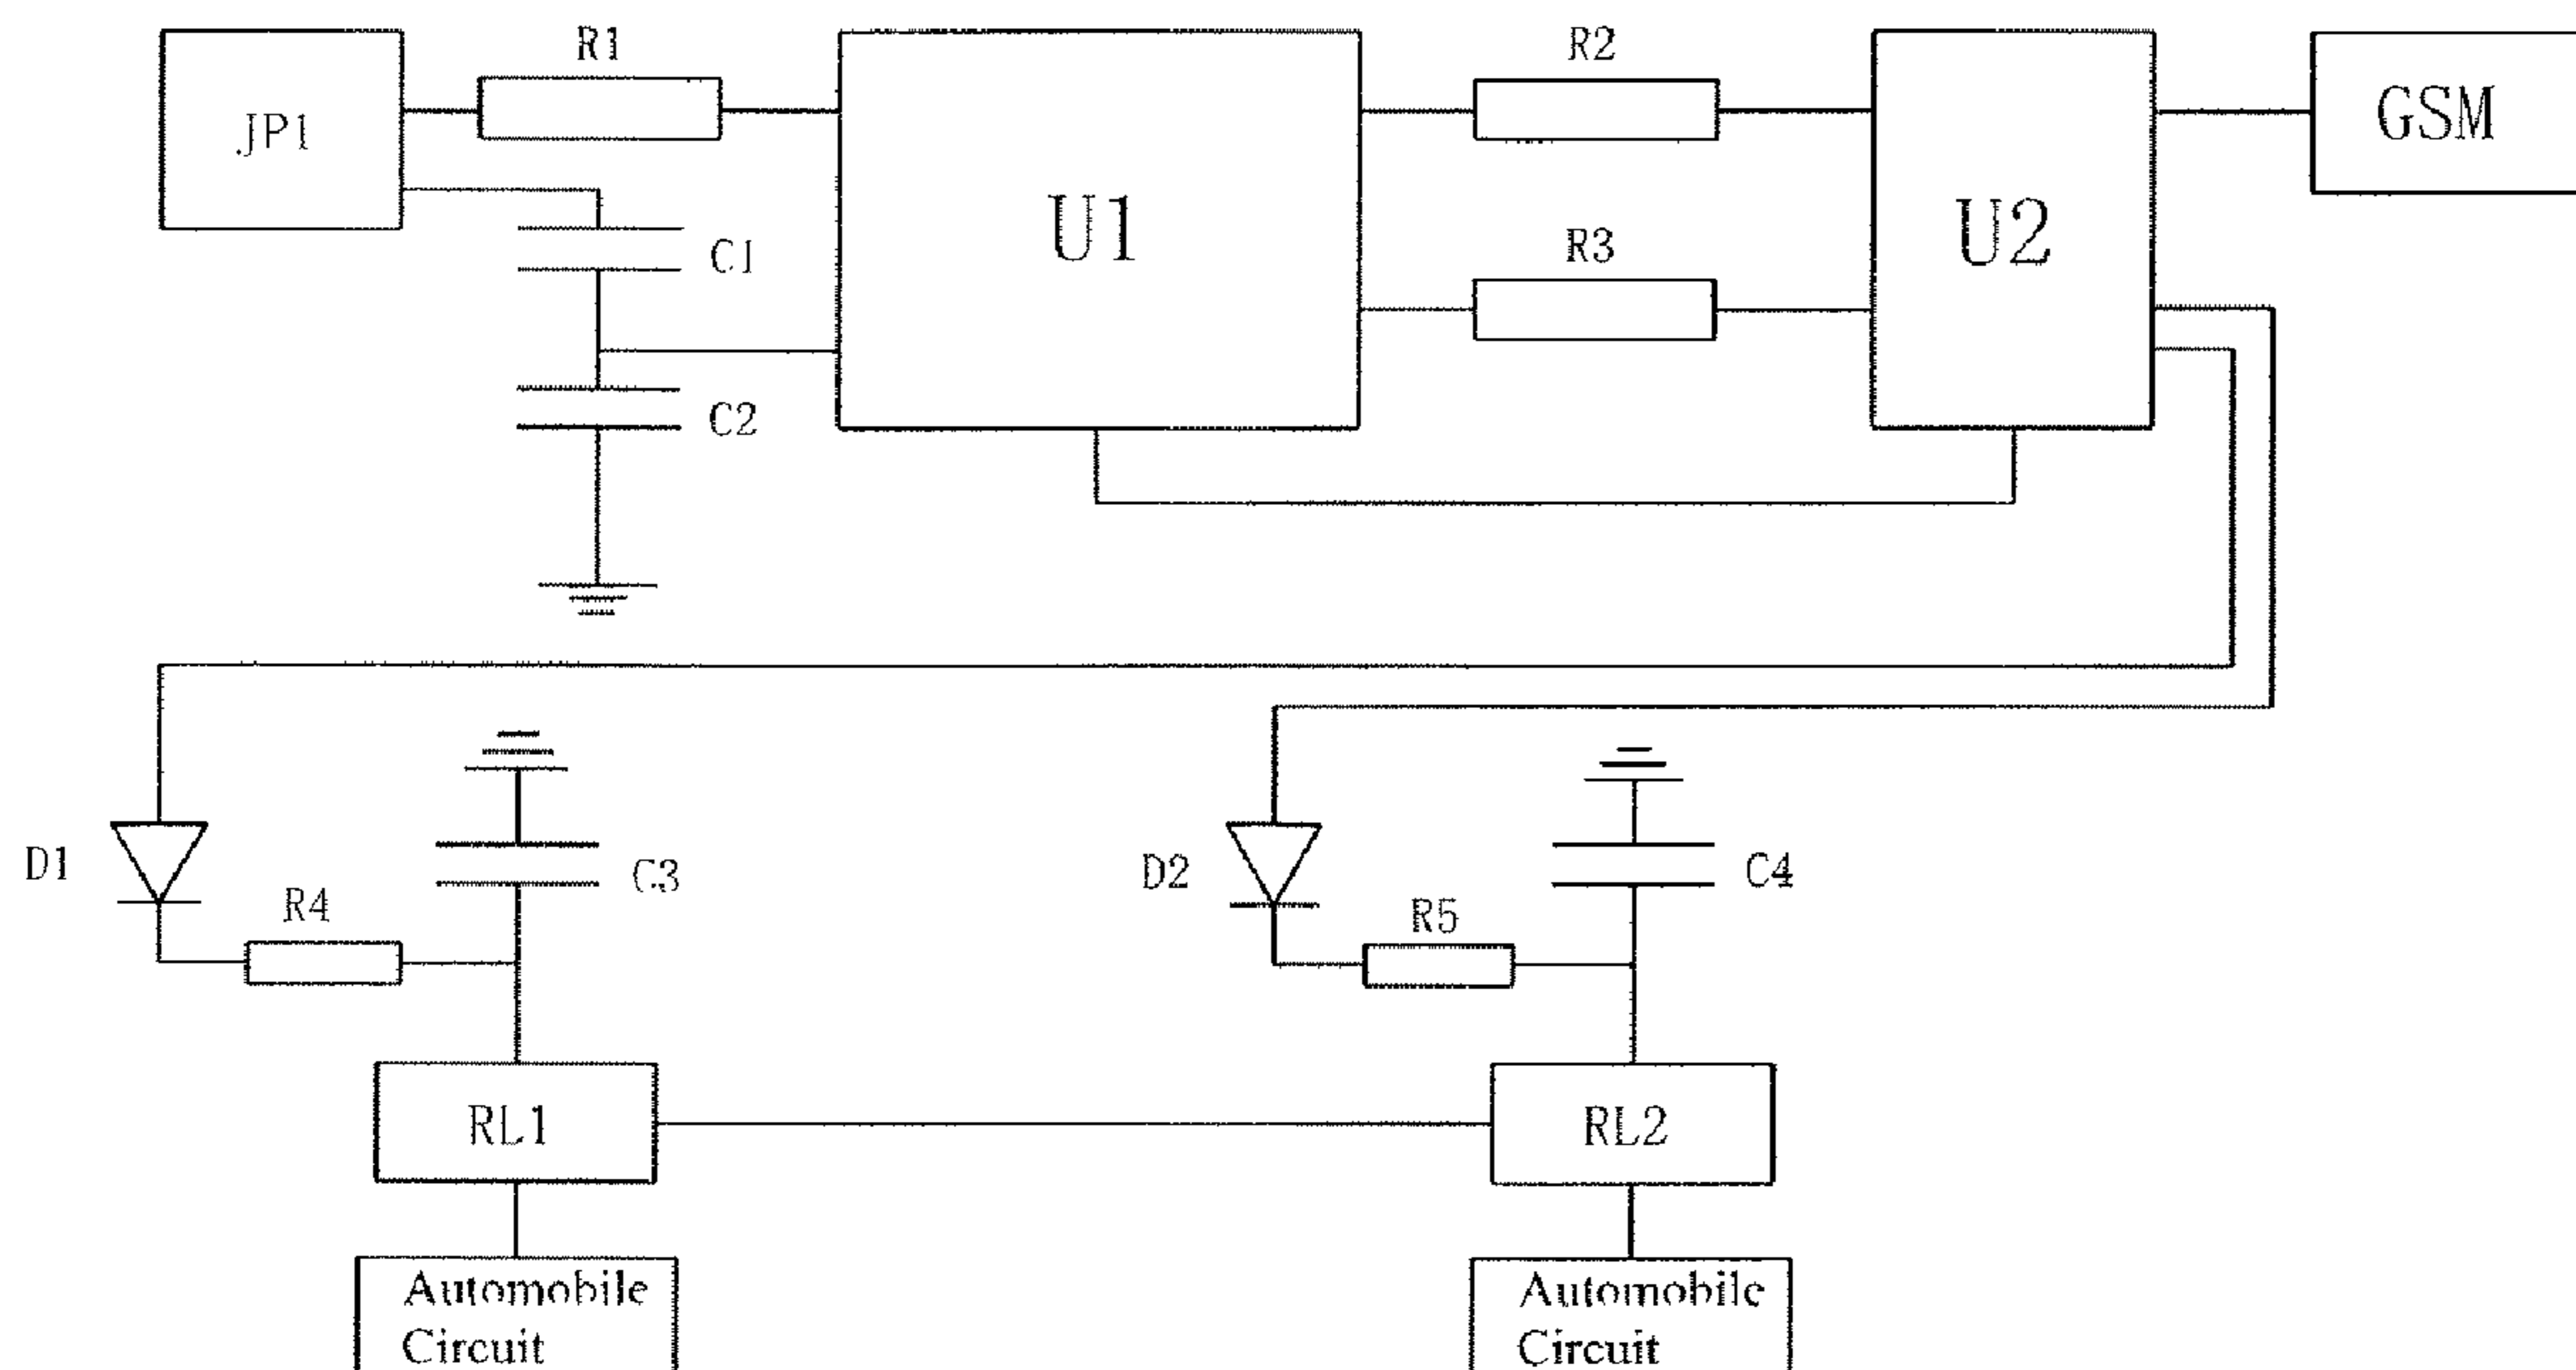 R1
R2
JP1
GSM
U1
U2
C1
R3
C2
D1
C3
D2
C4
R4
R5
RL1
RL2
Automobile
Circuit
Automobile
Circuit